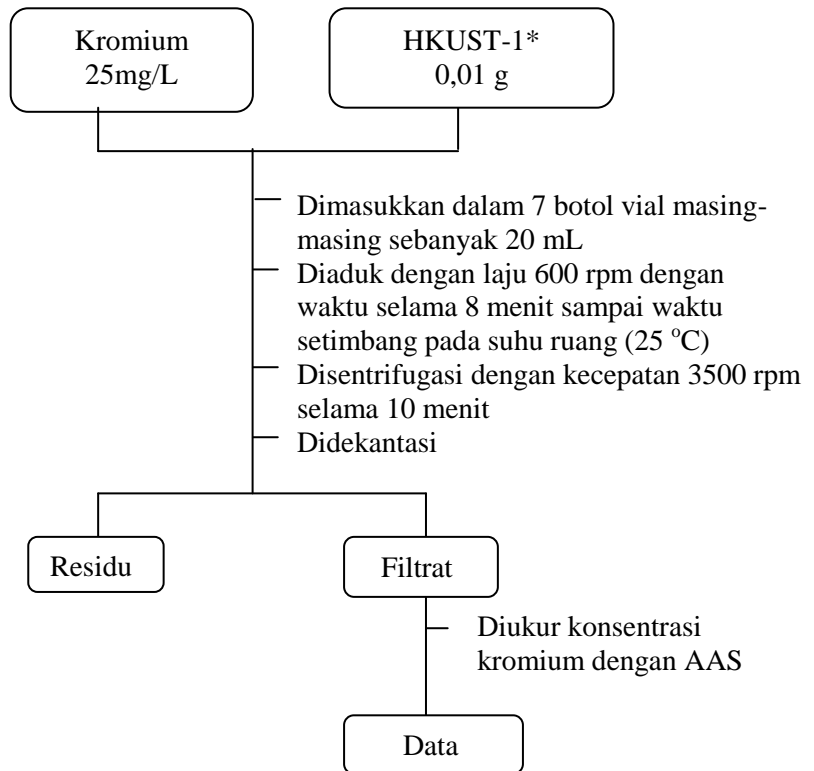 Kromium
25mg/L
HKUST-1*
0,01 g
Dimasukkan dalam 7 botol vial masing-
masing sebanyak 20 mL
Diaduk dengan laju 600 rpm dengan
waktu selama 8 menit sampai waktu
setimbang pada suhu ruang (25 °C)
Disentrifugasi dengan kecepatan 3500 rpm
selama 10 menit
Didekantasi
Residu
Filtrat
Diukur konsentrasi
kromium dengan AAS
Data